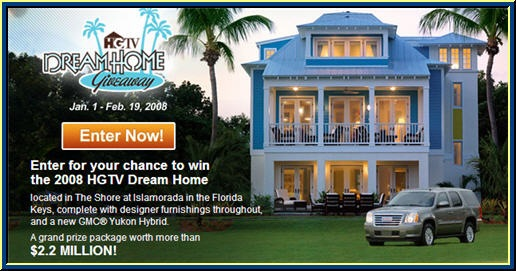 HGTV
DREAM HOME
Giveaway
Jan. 1 - Feb. 19, 2008
Enter Now!
Enter for your chance to win
the 2008 HGTV Dream Home
located in The Shore at Islamorada in the Florida
Keys, complete with designer furnishings throughout,
and a new GMC® Yukon Hybrid.
A grand prize package worth more than
$2.2 MILLION!